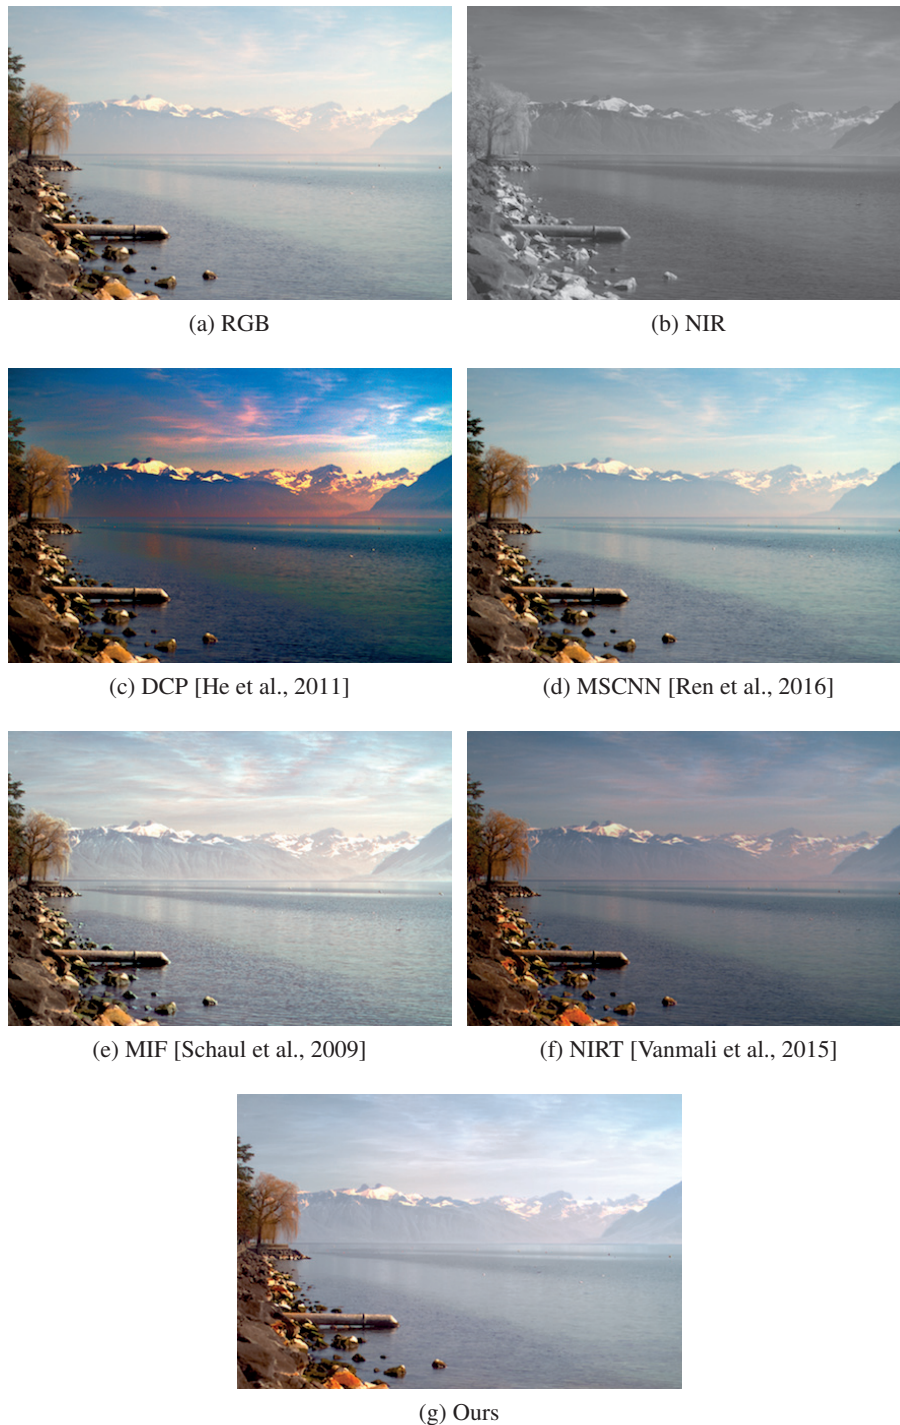 (a) RGB
(b) NIR
(c) DCP [He et al., 2011]
(d) MSCNN [Ren et al., 2016]
(e) MIF [Schaul et al., 2009]
(f) NIRT [Vanmali et al., 2015]
(g) Ours